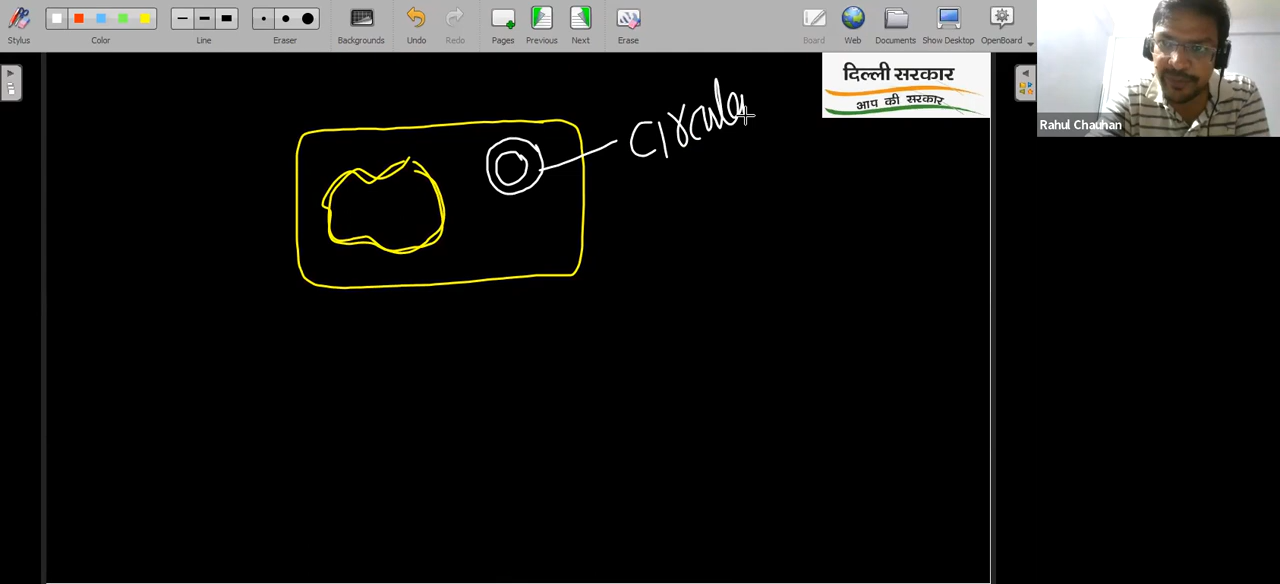 Stylus
Color
Line
Eraser
Backgrounds
Undo
Redo
Pages
Previous
Next
Erase
Board
Web
Documents
Show Desktop
OpenBoard
दिल्ली सरकार
आप की सरकार
Rahul Chauhan
Circular